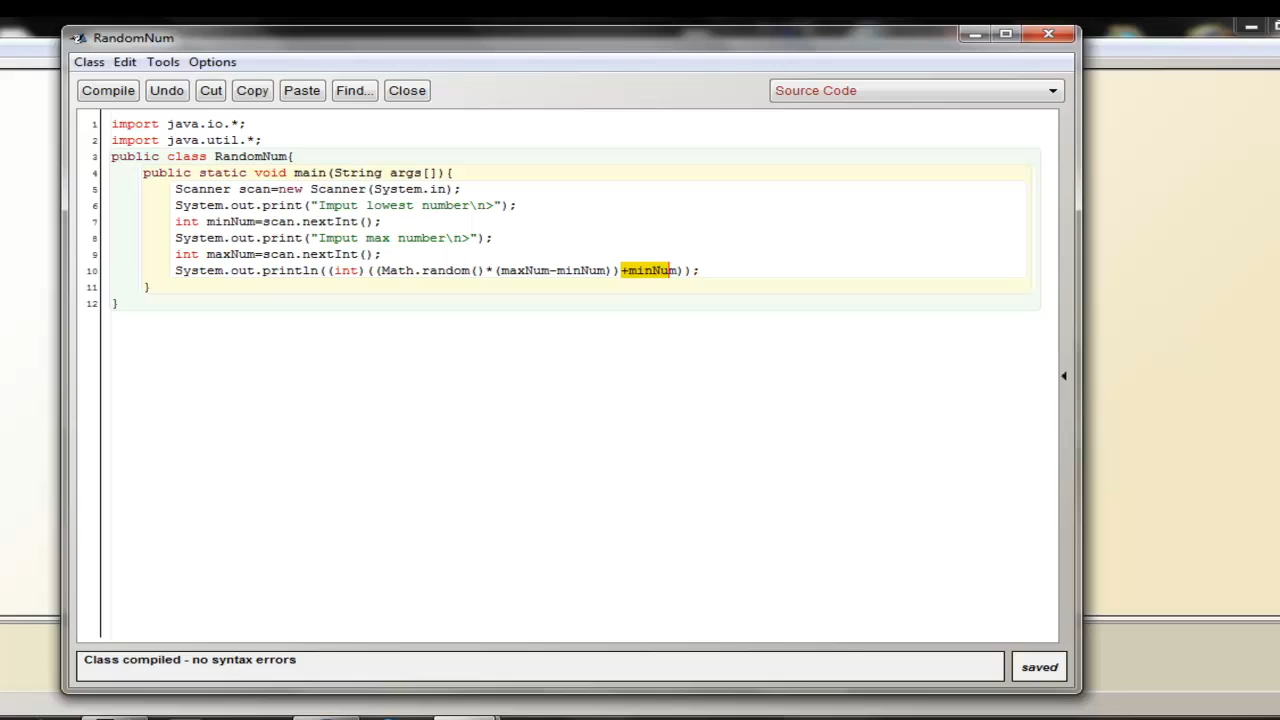 RandomNum
Class Edit Tools Options
Compile Undo Cut Copy Paste Find... Close Source Code
1 import java.io.*;
2 import java.util.*;
3 public class RandomNum{
4 public static void main(String args[]){
5 Scanner scan=new Scanner(System.in);
6 System.out.print("Imput lowest number\n>");
7 int minNum=scan.nextInt();
8 System.out.print("Imput max number\n>");
9 int maxNum=scan.nextInt();
10 System.out.println((int)((Math.random()*(maxNum-minNum))+minNum));
11 }
12 }
Class compiled - no syntax errors
saved